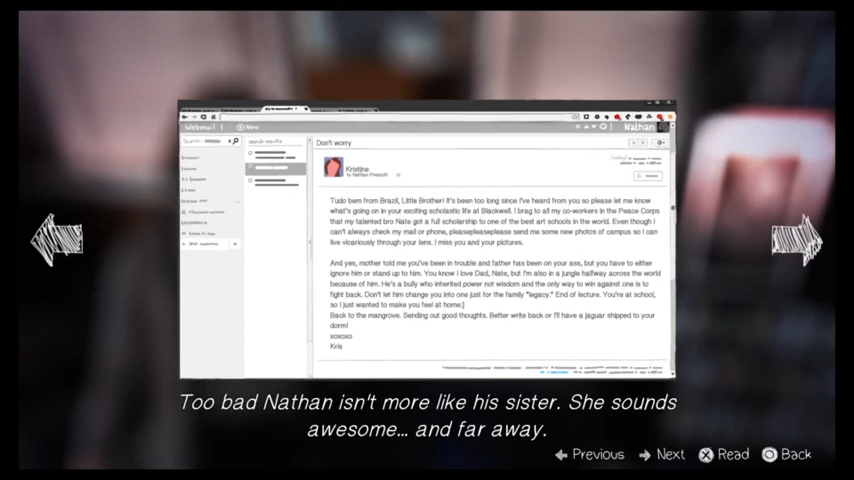 Webmail
New
Nathan
Search
search results
Don't worry
Kristine
to Nathan Prescott
Tudo bem from Brazil, Little Brother! It's been too long since I've heard from you so please let me know
what's going on in your exciting scholastic life at Blackwell. I brag to all my co-workers in the Peace Corps
that my talented bro Nate got a full scholarship to one of the best art schools in the world. Even though I
can't always check my mail or phone, pleasepleaseplease send me some new photos of campus so I can
live vicariously through your lens. I miss you and your pictures.
And yes, mother told me you've been in trouble and father has been on your ass, but you have to either
ignore him or stand up to him. You know I love Dad, Nate, but I'm also in a jungle halfway across the world
because of him. He's a bully who inherited power not wisdom and the only way to win against one is to
fight back. Don't let him change you into one just for the family "legacy." End of lecture. You're at school,
so I just wanted to make you feel at home;]
Back to the mangrove. Sending out good thoughts. Better write back or I'll have a jaguar shipped to your
dorm!
xoxoxo
Kris
Too bad Nathan isn't more like his sister. She sounds
awesome... and far away.
Previous Next Read Back